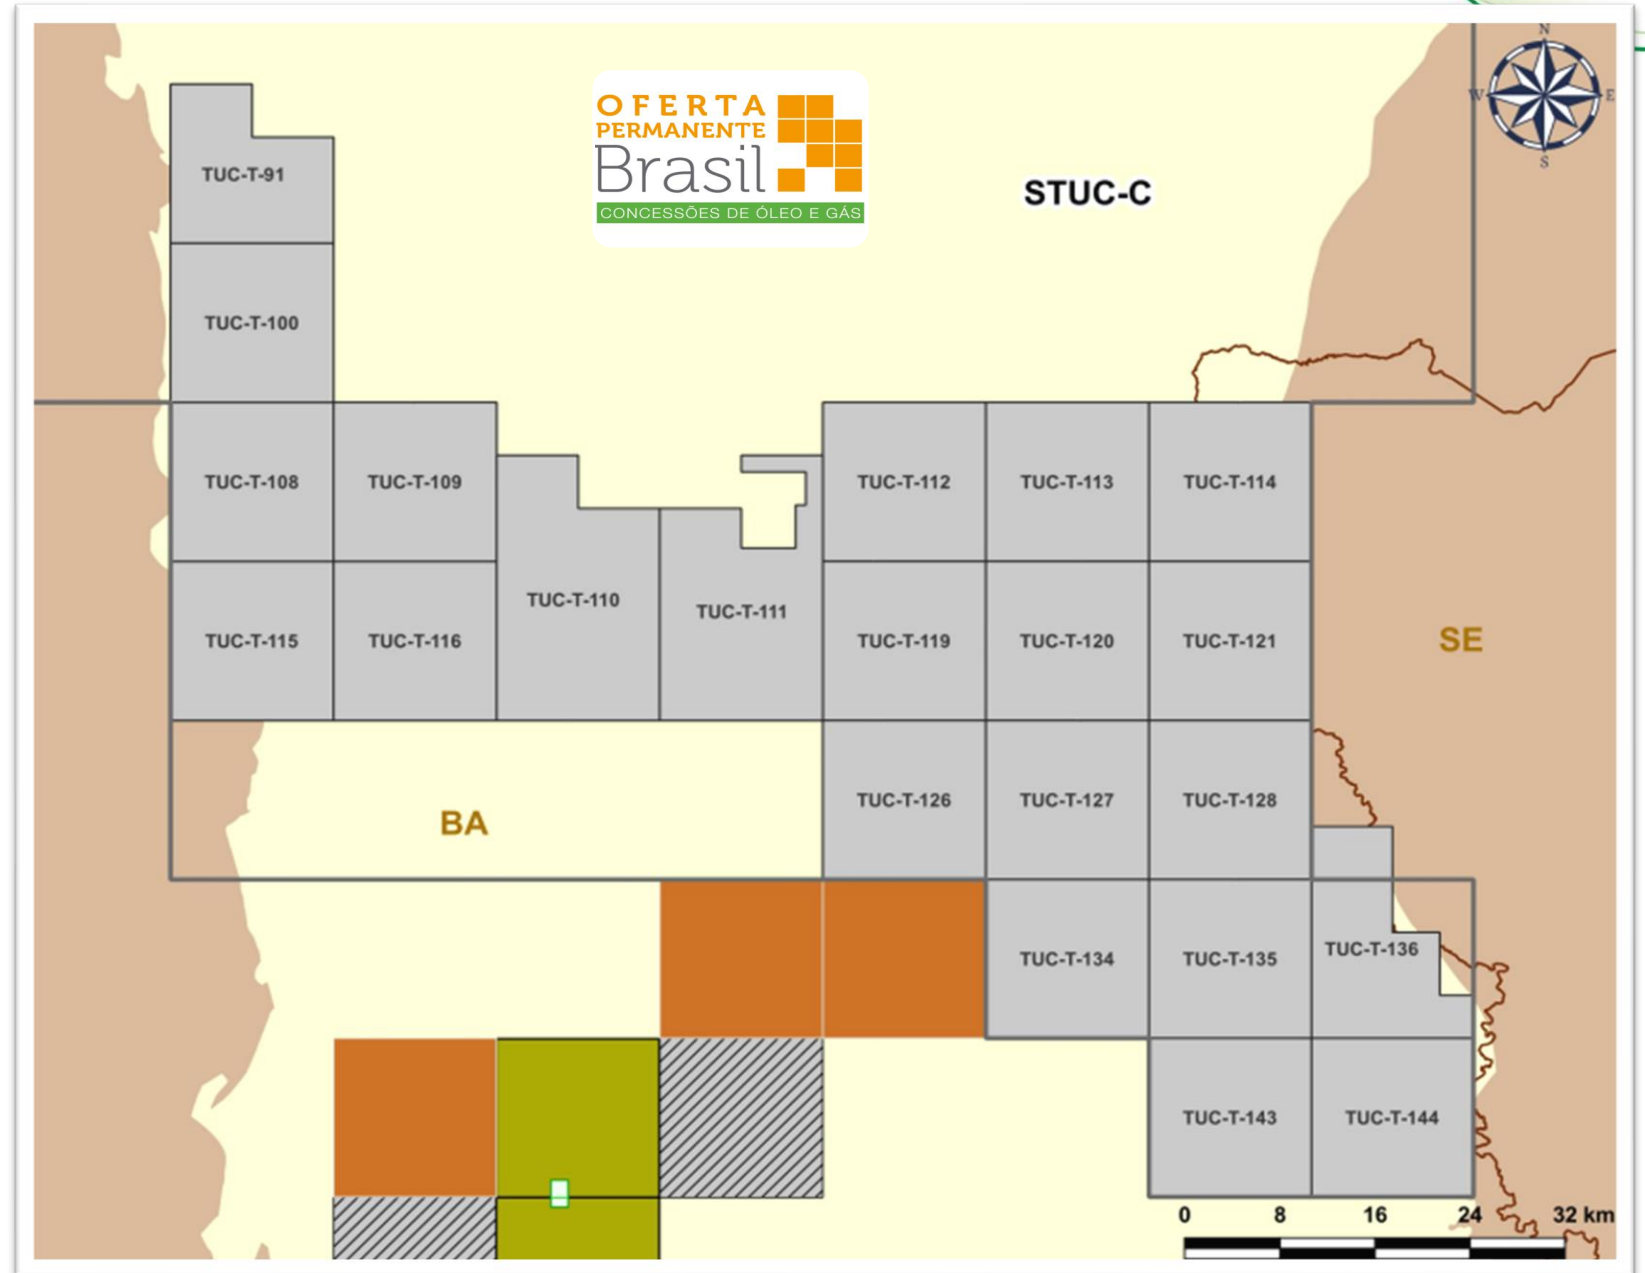 N
W
E
S
OFERTA
PERMANENTE
Brasil
CONCESSÕES DE ÓLEO E GÁS
STUC-C
TUC-T-91
TUC-T-100
TUC-T-108
TUC-T-109
TUC-T-112
TUC-T-113
TUC-T-114
TUC-T-110
TUC-T-111
TUC-T-115
TUC-T-116
TUC-T-119
TUC-T-120
TUC-T-121
SE
BA
TUC-T-126
TUC-T-127
TUC-T-128
TUC-T-134
TUC-T-135
TUC-T-136
TUC-T-143
TUC-T-144
0 8 16 24 32 km